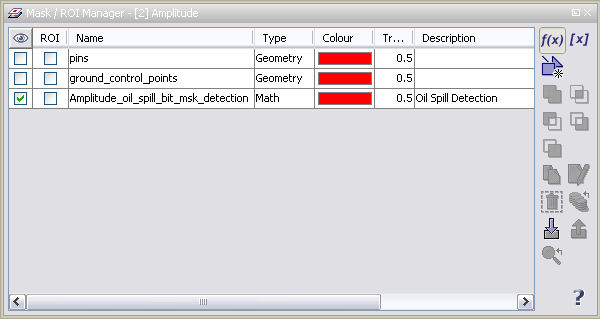 Mask / ROI Manager - [2] Amplitude
ROI Name Type Colour Tr... Description
pins Geometry 0.5
ground_control_points Geometry 0.5
Amplitude_oil_spill_bit_msk_detection Math 0.5 Oil Spill Detection
f(x) [x]
?